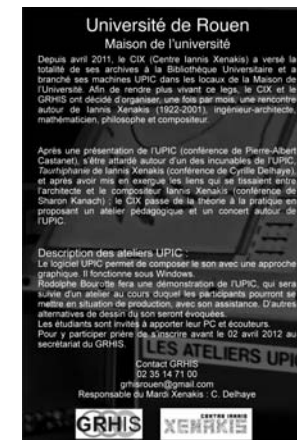 Université de Rouen
Maison de l'université
Depuis avril 2011, le CIX (Centre Iannis Xenakis) a versé la
totalité de ses archives à la Bibliothèque Universitaire et a
branché ses machines UPIC dans les locaux de la Maison de
l'Université. Afin de rendre plus vivant ce legs, le CIX et le
GRHIS ont décidé d'organiser, une fois par mois, une rencontre
autour de Iannis Xenakis (1922-2001), ingénieur-architecte,
mathématicien, philosophe et compositeur.
Après une présentation de l'UPIC (conférence de Pierre-Albert
Castanet), s'être attardé autour d'un des incunables de l'UPIC,
Taurhiphanie de Iannis Xenakis (conférence de Cyrille Delhaye),
et après avoir mis en exergue les liens qui se tissaient entre
l'architecte et le compositeur Iannis Xenakis (conférence de
Sharon Kanach) ; le CIX passe de la théorie à la pratique en
proposant un atelier pédagogique et un concert autour de
l'UPIC.
Description des ateliers UPIC :
Le logiciel UPIC permet de composer le son avec une approche
graphique. Il fonctionne sous Windows.
Rodolphe Bourotte fera une démonstration de l'UPIC, qui sera
suivie d'un atelier au cours duquel les participants pourront se
mettre en situation de production, avec son assistance. D'autres
alternatives de dessin du son seront évoquées.
Les étudiants sont invités à apporter leur PC et écouteurs.
Pour y participer prière de s'inscrire avant le 02 avril 2012 au
secrétariat du GRHIS.
LES ATELIERS UPIC
Contact GRHIS
02 35 14 71 00
grhisrouen@gmail.com
Responsable du Mardi Xenakis : C. Delhaye
GRHIS
CENTRE IANNIS
XENAKIS